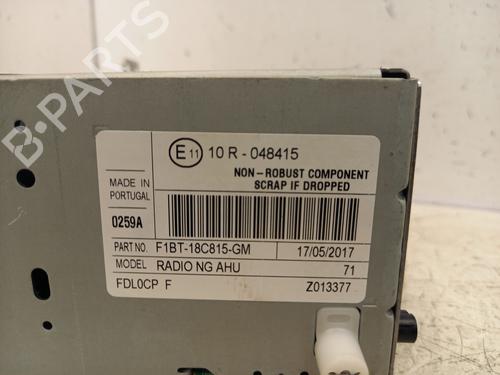 B-PARTS
E11 10 R - 048415
NON-ROBUST COMPONENT
SCRAP IF DROPPED
MADE IN
PORTUGAL
0259A
PART NO. F1BT-18C815-GM 17/05/2017
MODEL RADIO NG AHU 71
FDL0CP F Z013377